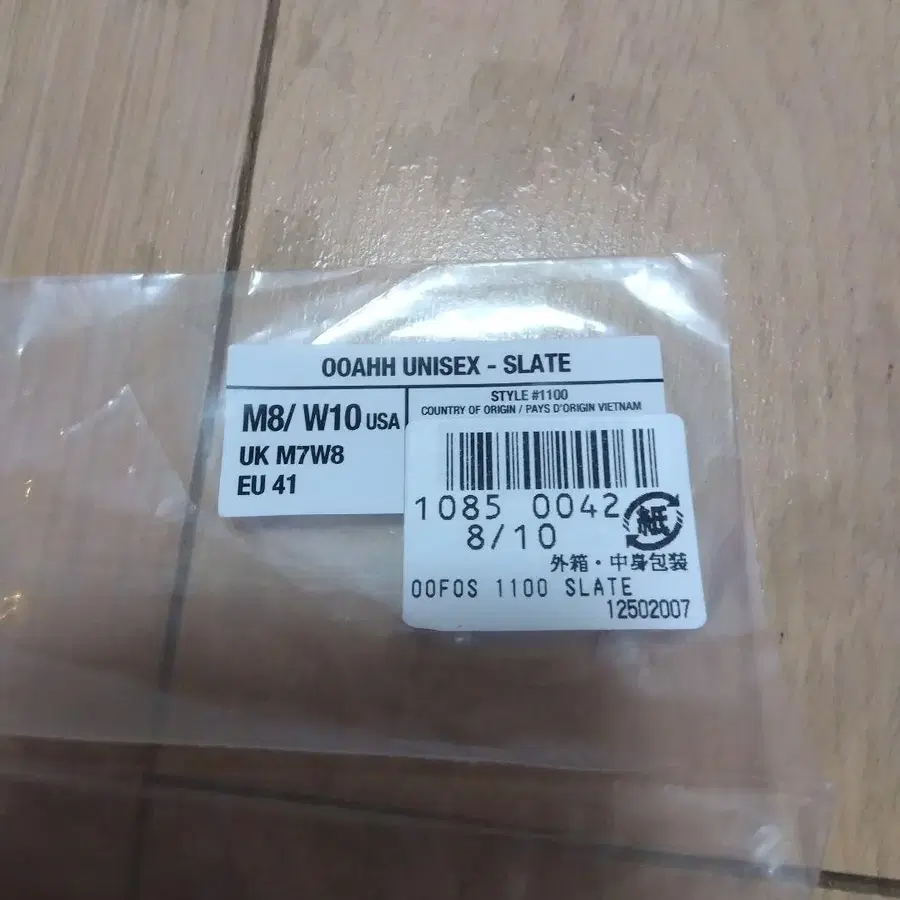 OOAHH UNISEX - SLATE
M8/ W10 USA
UK M7W8
EU 41
STYLE #1100
COUNTRY OF ORIGIN / PAYS D'ORIGIN VIETNAM
1085 0042
8/10
紙
外箱・中身包装
OOFOS 1100 SLATE
12502007